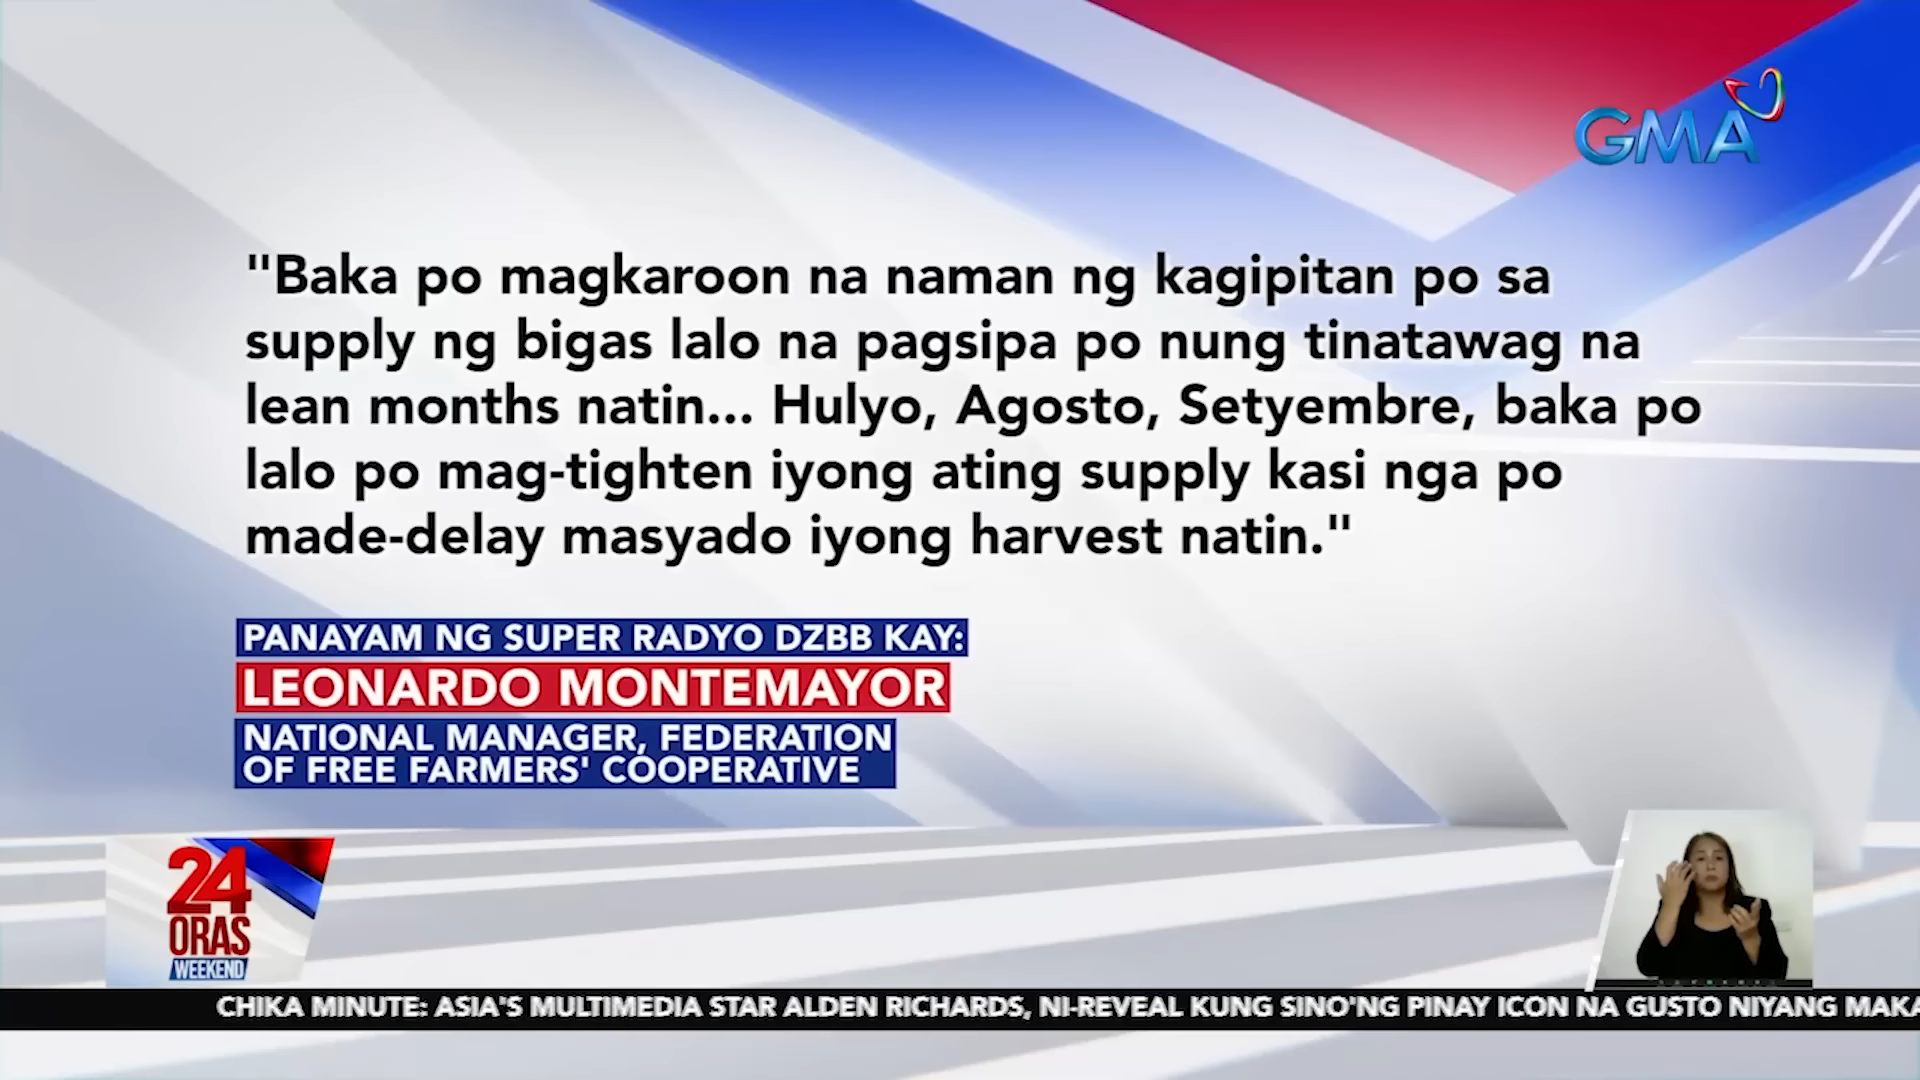 GMA
"Baka po magkaroon na naman ng kagipitan po sa
supply ng bigas lalo na pagsipa po nung tinatawag na
lean months natin... Hulyo, Agosto, Setyembre, baka po
lalo po mag-tighten iyong ating supply kasi nga po
made-delay masyado iyong harvest natin."
PANAYAM NG SUPER RADYO DZBB KAY:
LEONARDO MONTEMAYOR
NATIONAL MANAGER, FEDERATION
OF FREE FARMERS' COOPERATIVE
24
ORAS
WEEKEND
CHIKA MINUTE: ASIA'S MULTIMEDIA STAR ALDEN RICHARDS, NI-REVEAL KUNG SINO'NG PINAY ICON NA GUSTO NIYANG MAKA